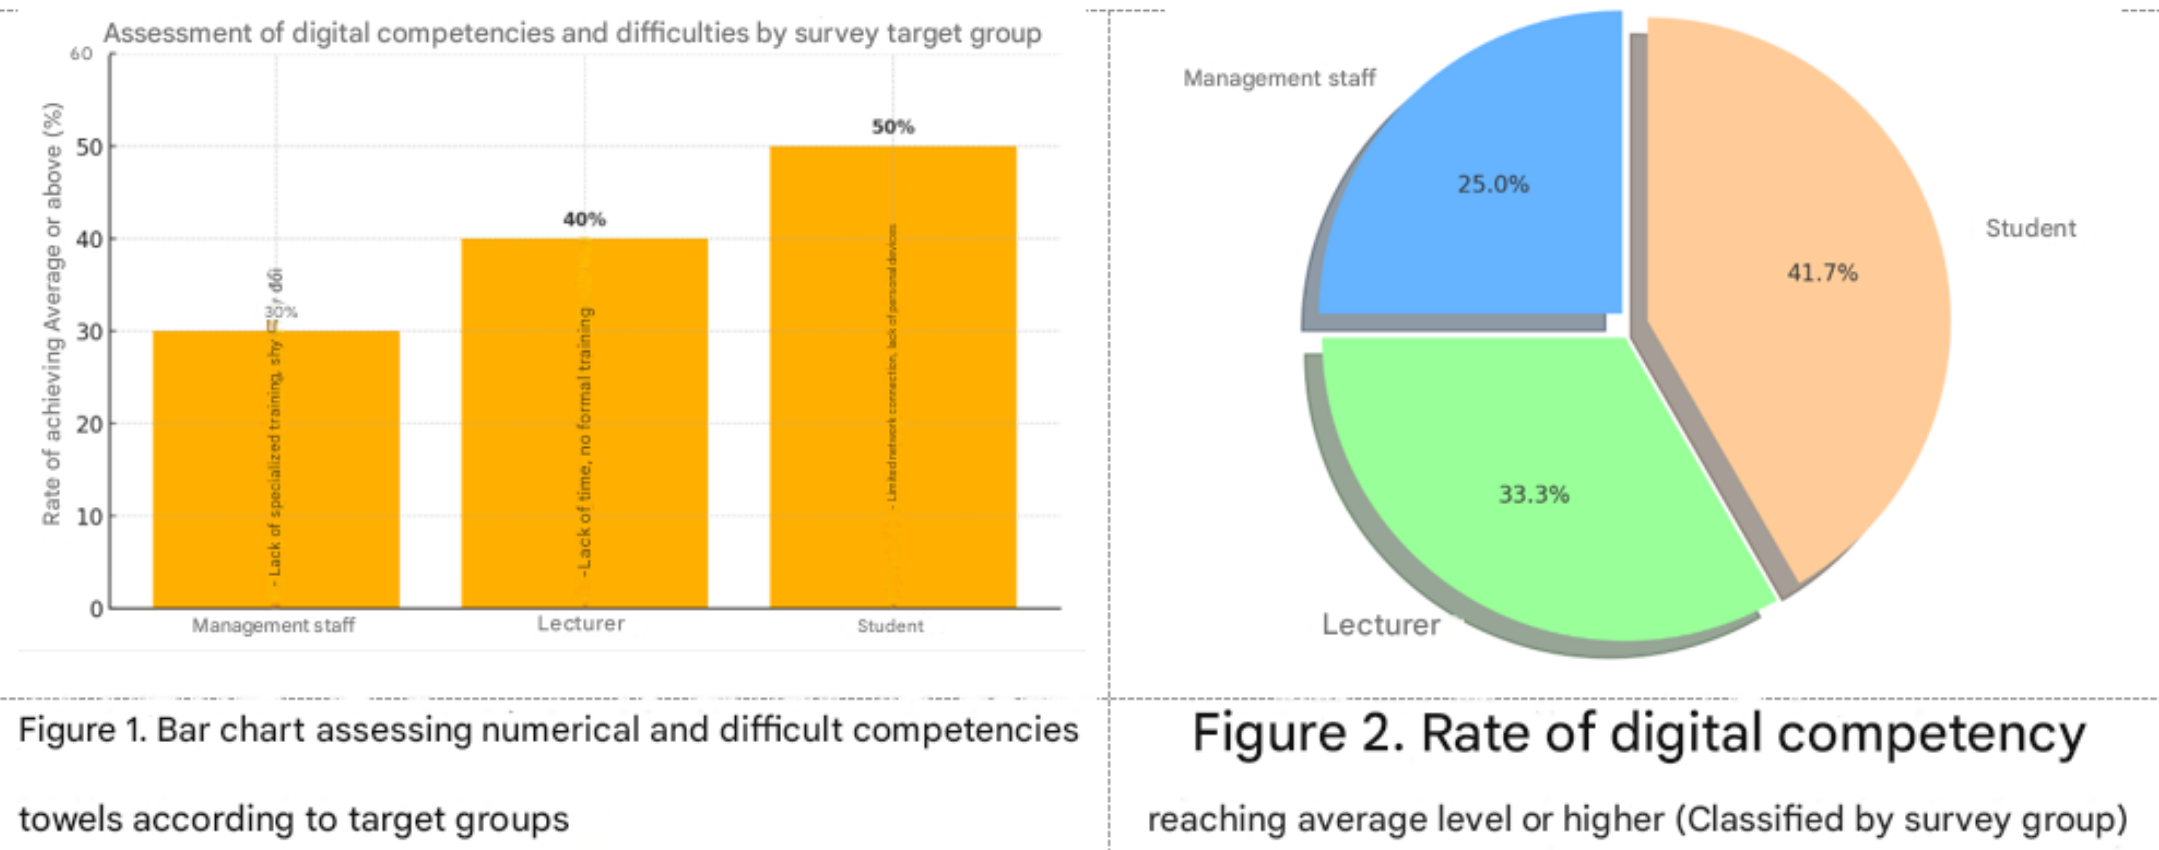 Assessment of digital competencies and difficulties by survey target group
Rate of achieving Average or above (%)
60
50
40
30
20
10
0
30%
40%
50%
- Lack of specialized training, shy
-Lack of time, no formal training
- Limited network connection, lack of personal devices
Management staff
Lecturer
Student
Figure 1. Bar chart assessing numerical and difficult competencies
towels according to target groups
Management staff
25.0%
Student
41.7%
33.3%
Lecturer
Figure 2. Rate of digital competency
reaching average level or higher (Classified by survey group)